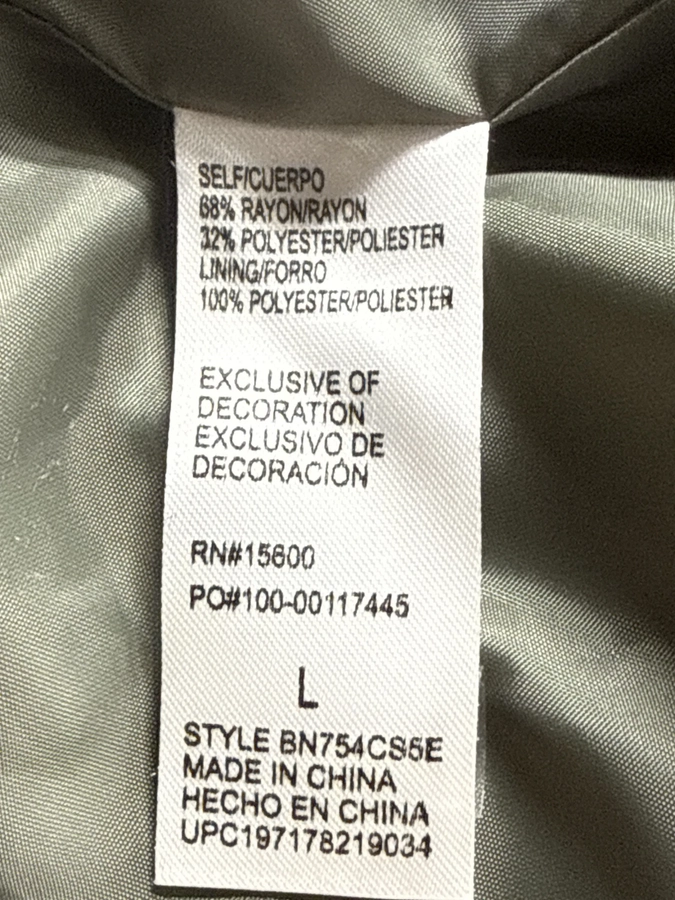 SELF/CUERPO
68% RAYON/RAYON
32% POLYESTER/POLIESTER
LINING/FORRO
100% POLYESTER/POLIESTER
EXCLUSIVE OF
DECORATION
EXCLUSIVO DE
DECORACIÓN
RN#15600
PO#100-00117445
L
STYLE BN754CS5E
MADE IN CHINA
HECHO EN CHINA
UPC197178219034